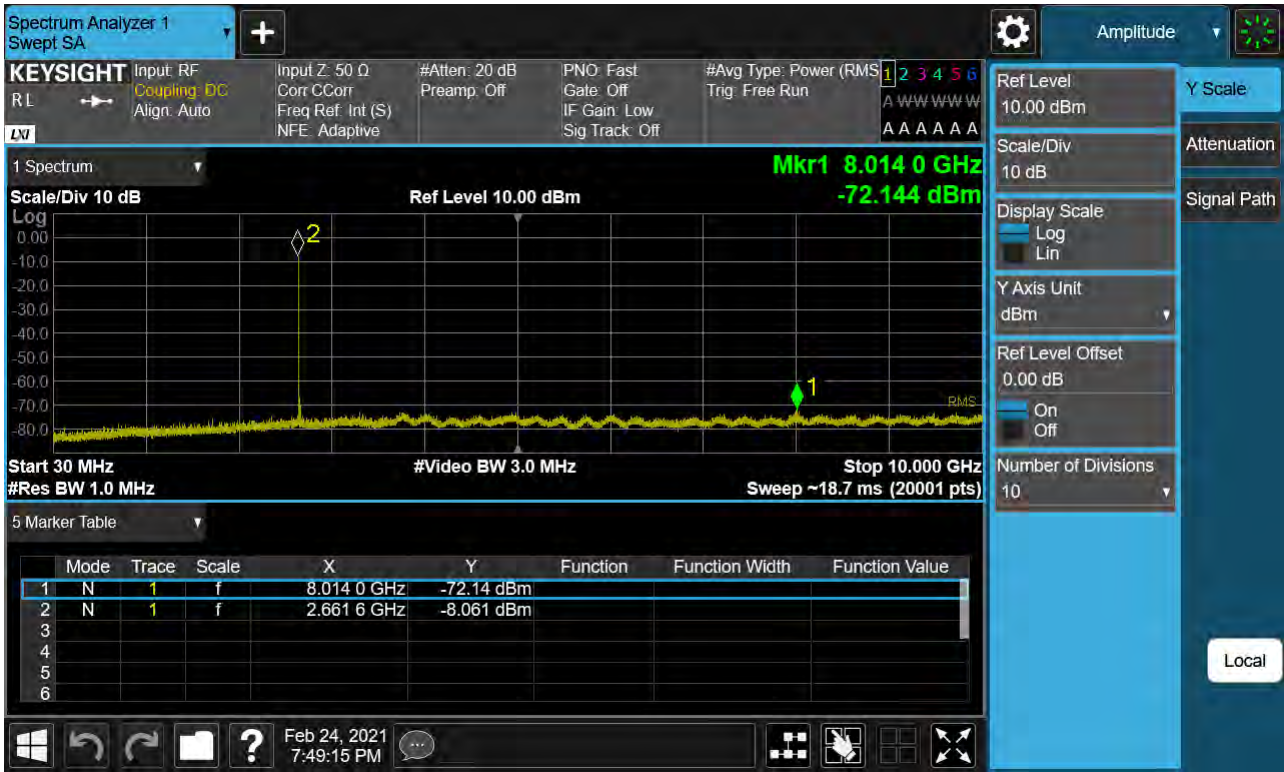 Spectrum Analyzer 1
Swept SA
+
Amplitude
KEYSIGHT
RL
LXI
Input: RF
Coupling: DC
Align: Auto
Input Z: 50 Ω
Corr CCorr
Freq Ref: Int (S)
NFE: Adaptive
#Atten: 20 dB
Preamp: Off
PNO: Fast
Gate: Off
IF Gain: Low
Sig Track: Off
#Avg Type: Power (RMS
Trig: Free Run
1 2 3 4 5 6
A W W W W W
A A A A A A
1 Spectrum
Mkr1 8.014 0 GHz
Scale/Div 10 dB
Ref Level 10.00 dBm
-72.144 dBm
Log
0.00
-10.0
-20.0
-30.0
-40.0
-50.0
-60.0
-70.0
-80.0
2
1
RMS
Start 30 MHz
#Video BW 3.0 MHz
Stop 10.000 GHz
#Res BW 1.0 MHz
Sweep ~18.7 ms (20001 pts)
5 Marker Table
Mode Trace Scale X Y Function Function Width Function Value
1 N 1 f 8.014 0 GHz -72.14 dBm
2 N 1 f 2.661 6 GHz -8.061 dBm
3
4
5
6
Ref Level
10.00 dBm
Scale/Div
10 dB
Display Scale
Log
Lin
Y Axis Unit
dBm
Ref Level Offset
0.00 dB
On
Off
Number of Divisions
10
Y Scale
Attenuation
Signal Path
Local
?
Feb 24, 2021
7:49:15 PM